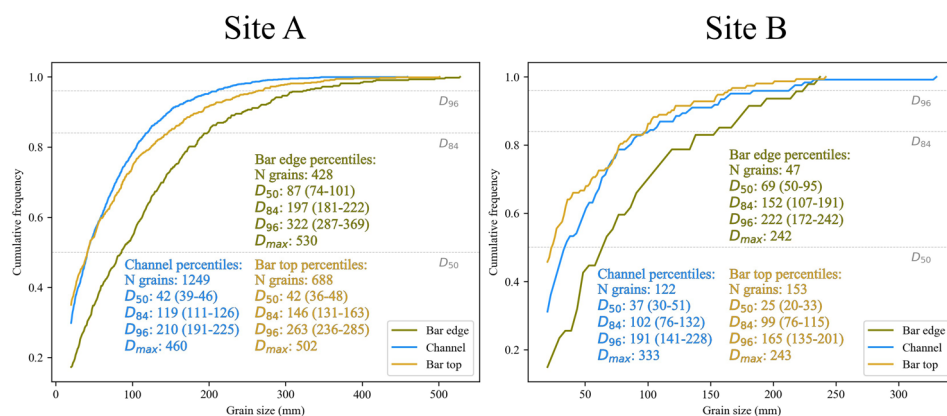 Site A
Site B
1.0
0.8
0.6
0.4
0.2
Cumulative frequency
D96
D84
D50
Bar edge percentiles:
N grains: 428
D50: 87 (74-101)
D84: 197 (181-222)
D96: 322 (287-369)
Dmax: 530
Channel percentiles:
N grains: 1249
D50: 42 (39-46)
D84: 119 (111-126)
D96: 210 (191-225)
Dmax: 460
Bar top percentiles:
N grains: 688
D50: 42 (36-48)
D84: 146 (131-163)
D96: 263 (236-285)
Dmax: 502
Bar edge
Channel
Bar top
0 100 200 300 400 500
Grain size (mm)
1.0
0.8
0.6
0.4
0.2
Cumulative frequency
D96
D84
D50
Bar edge percentiles:
N grains: 47
D50: 69 (50-95)
D84: 152 (107-191)
D96: 222 (172-242)
Dmax: 242
Channel percentiles:
N grains: 122
D50: 37 (30-51)
D84: 102 (76-132)
D96: 191 (141-228)
Dmax: 333
Bar top percentiles:
N grains: 153
D50: 25 (20-33)
D84: 99 (76-115)
D96: 165 (135-201)
Dmax: 243
Bar edge
Channel
Bar top
50 100 150 200 250 300
Grain size (mm)